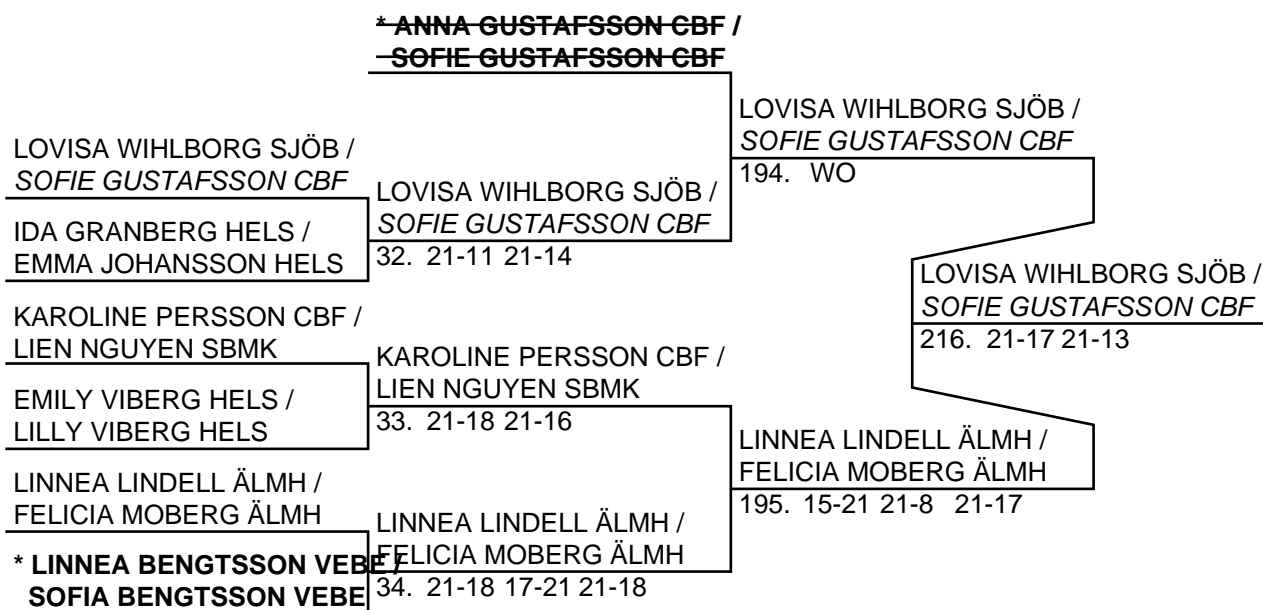 * ANNA GUSTAFSSON CBF /
SOFIE GUSTAFSSON CBF
LOVISA WIHLBORG SJÖB /
SOFIE GUSTAFSSON CBF
IDA GRANBERG HELS /
EMMA JOHANSSON HELS
KAROLINE PERSSON CBF /
LIEN NGUYEN SBMK
EMILY VIBERG HELS /
LILLY VIBERG HELS
LINNEA LINDELL ÄLMH /
FELICIA MOBERG ÄLMH
* LINNEA BENGTSSON VEBE /
SOFIA BENGTSSON VEBE
LOVISA WIHLBORG SJÖB /
SOFIE GUSTAFSSON CBF
32. 21-11 21-14
KAROLINE PERSSON CBF /
LIEN NGUYEN SBMK
33. 21-18 21-16
LINNEA LINDELL ÄLMH /
FELICIA MOBERG ÄLMH
34. 21-18 17-21 21-18
LOVISA WIHLBORG SJÖB /
SOFIE GUSTAFSSON CBF
194. WO
LINNEA LINDELL ÄLMH /
FELICIA MOBERG ÄLMH
195. 15-21 21-8 21-17
LOVISA WIHLBORG SJÖB /
SOFIE GUSTAFSSON CBF
216. 21-17 21-13